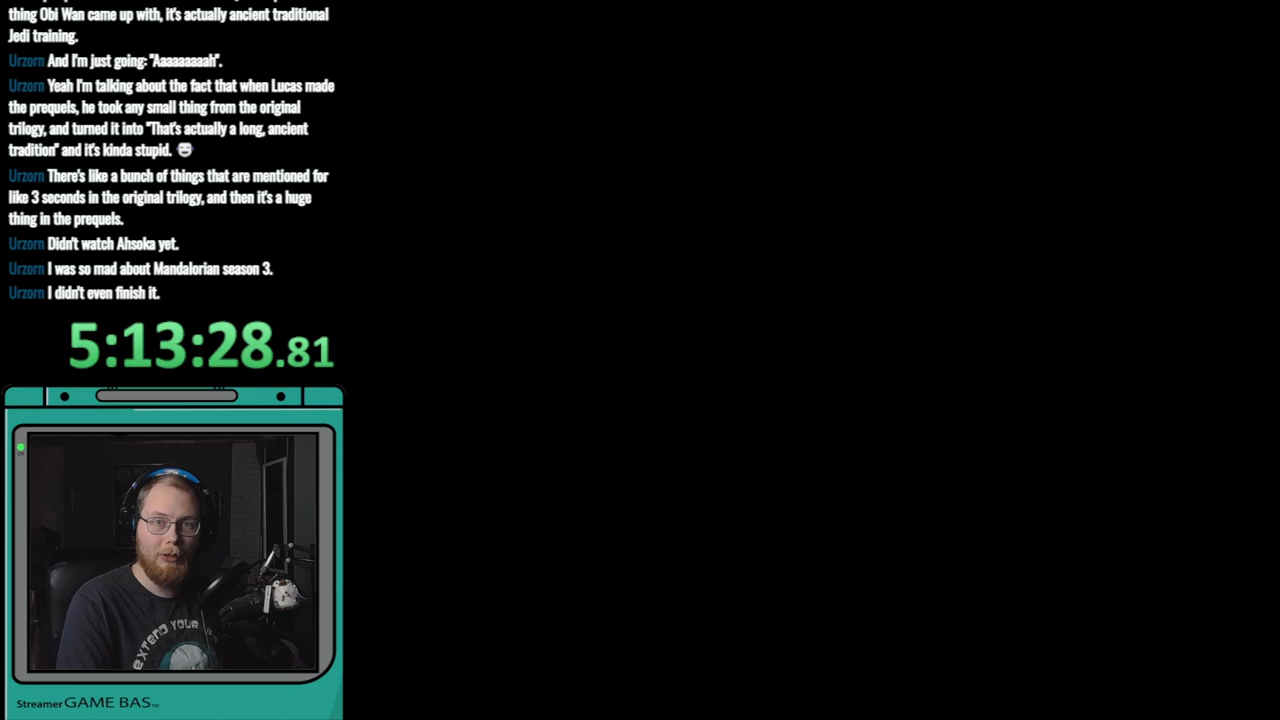 thing Obi Wan came up with, it's actually ancient traditional
Jedi training.
Urzorn And I'm just going: "Aaaaaaaaah".
Urzorn Yeah I'm talking about the fact that when Lucas made
the prequels, he took any small thing from the original
trilogy, and turned it into "That's actually a long, ancient
tradition" and it's kinda stupid.
Urzorn There's like a bunch of things that are mentioned for
like 3 seconds in the original trilogy, and then it's a huge
thing in the prequels.
Urzorn Didn't watch Ahsoka yet.
Urzorn I was so mad about Mandalorian season 3.
Urzorn I didn't even finish it.
5:13:28.81
EXTEND YOUR
Streamer GAME BAS™